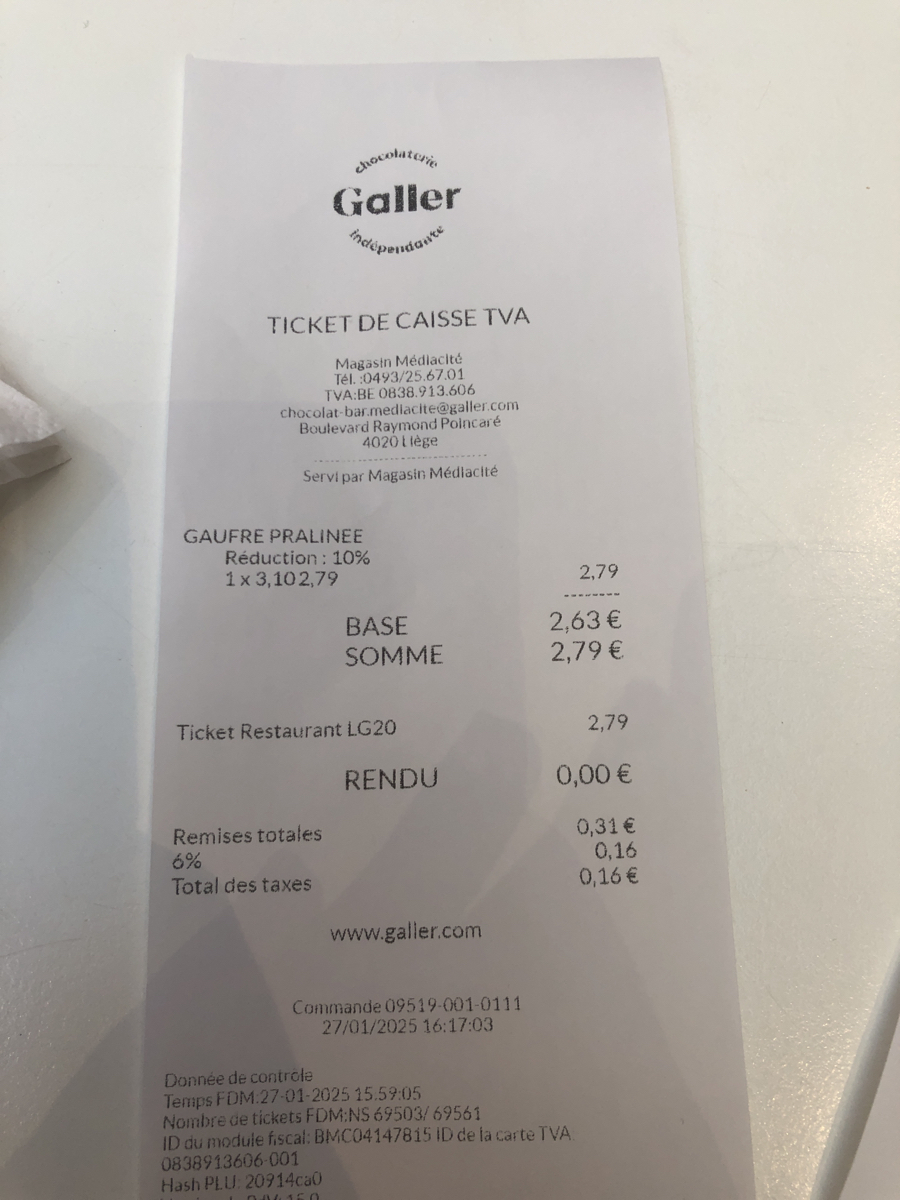 chocolaterie
Galler
indépendante
TICKET DE CAISSE TVA
Magasin Médiacité
Tél. :0493/25.67.01
TVA:BE 0838.913.606
chocolat-bar.mediacite@galler.com
Boulevard Raymond Poincaré
4020 Liège
Servi par Magasin Médiacité
GAUFRE PRALINEE
Réduction : 10%
1 x 3,10 2,79 2,79
BASE 2,63 €
SOMME 2,79 €
Ticket Restaurant LG20 2,79
RENDU 0,00 €
Remises totales 0,31 €
6% 0,16
Total des taxes 0,16 €
www.galler.com
Commande 09519-001-0111
27/01/2025 16:17:03
Donnée de contrôle
Temps FDM:27-01-2025 15:59:05
Nombre de tickets FDM:NS 69503/ 69561
ID du module fiscal: BMC04147815 ID de la carte TVA
0838913606-001
Hash PLU: 20914ca0